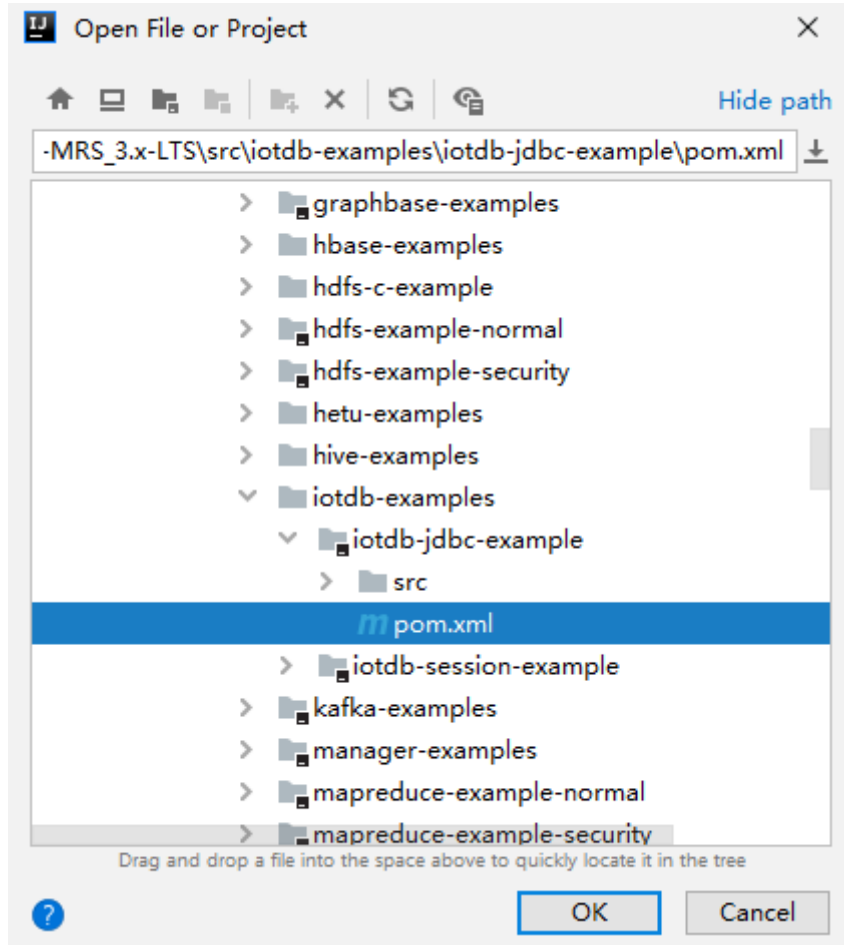 IJ Open File or Project
Hide path
-MRS_3.x-LTS\src\iotdb-examples\iotdb-jdbc-example\pom.xml
graphbase-examples
hbase-examples
hdfs-c-example
hdfs-example-normal
hdfs-example-security
hetu-examples
hive-examples
iotdb-examples
iotdb-jdbc-example
src
m pom.xml
iotdb-session-example
kafka-examples
manager-examples
mapreduce-example-normal
mapreduce-example-security
Drag and drop a file into the space above to quickly locate it in the tree
? OK Cancel